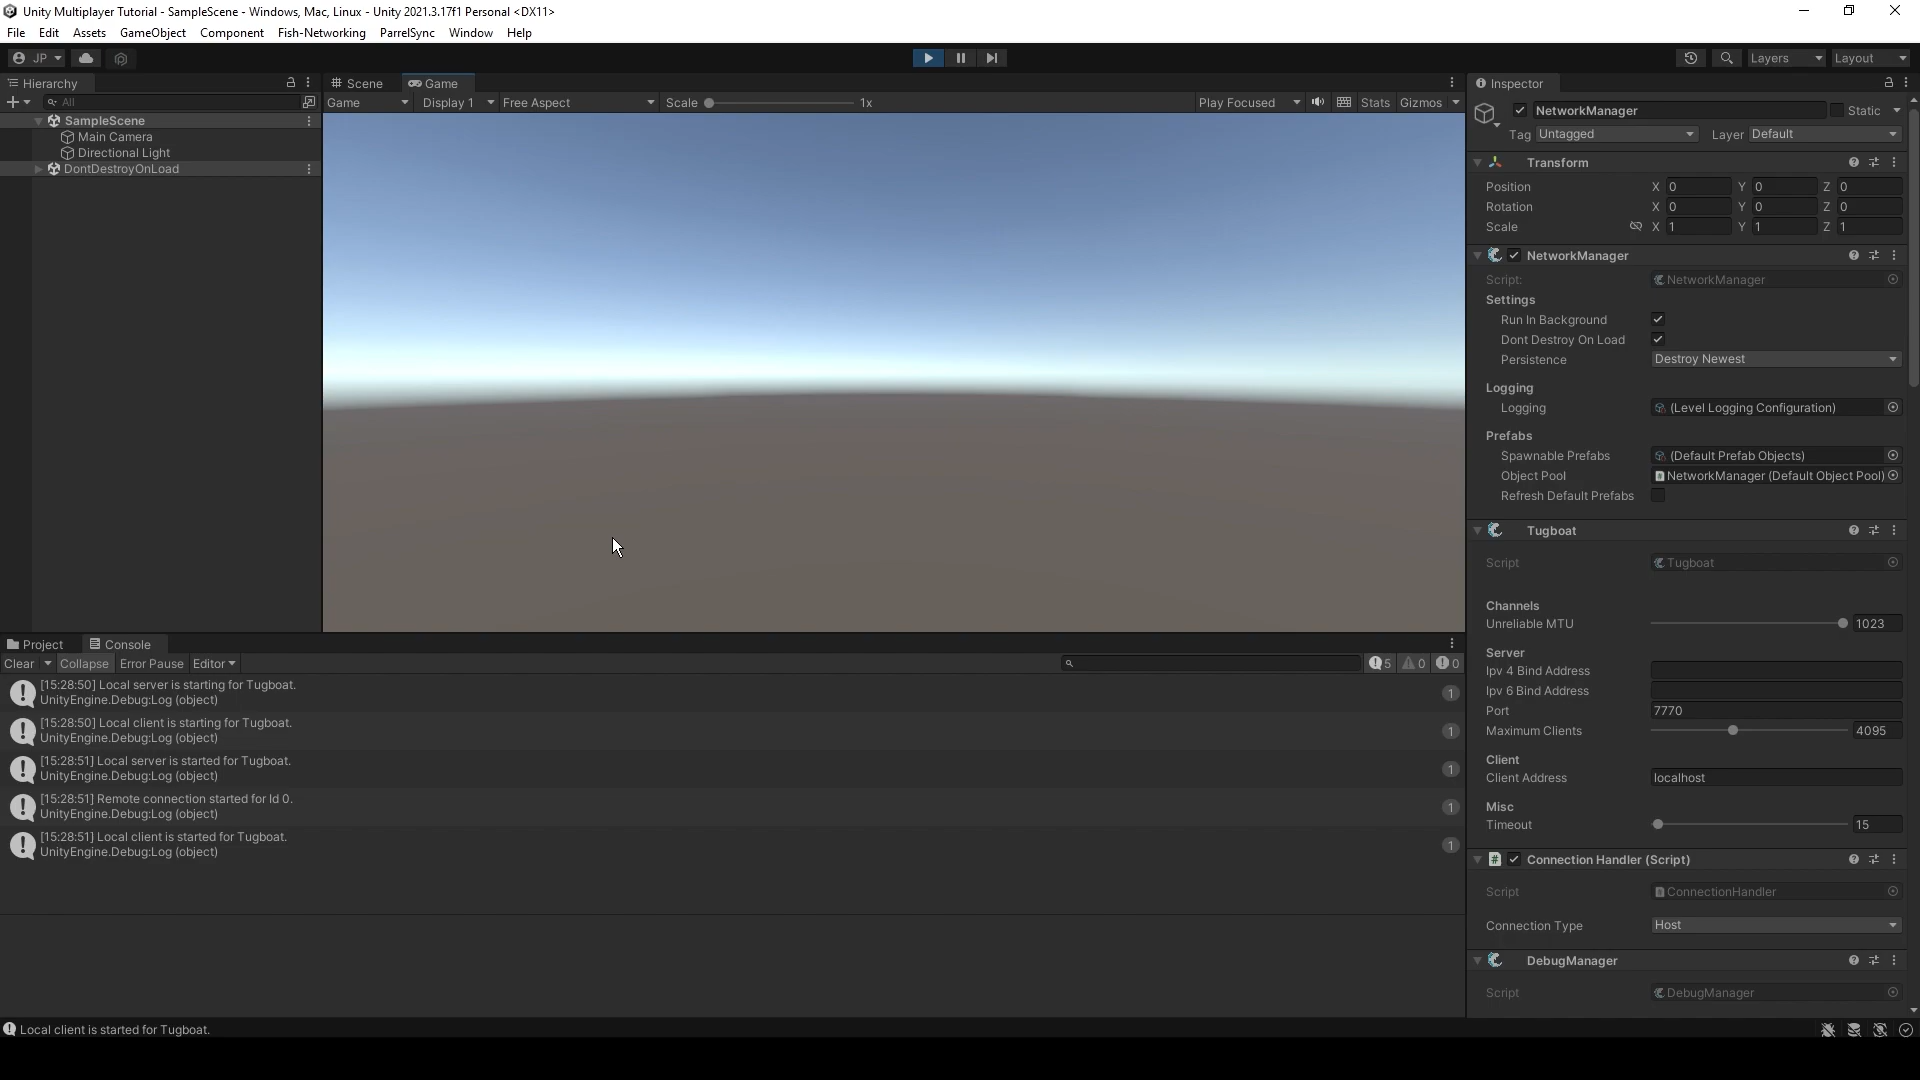 Unity Multiplayer Tutorial - SampleScene - Windows, Mac, Linux - Unity 2021.3.17f1 Personal <DX11>
File Edit Assets GameObject Component Fish-Networking ParrelSync Window Help
JP Layers Layout
Hierarchy
All
SampleScene
Main Camera
Directional Light
DontDestroyOnLoad
Scene Game
Game Display 1 Free Aspect Scale 1x Play Focused Stats Gizmos
Project Console
Clear Collapse Error Pause Editor 5 0 0
[15:28:50] Local server is starting for Tugboat.
UnityEngine.Debug:Log (object)
1
[15:28:50] Local client is starting for Tugboat.
UnityEngine.Debug:Log (object)
1
[15:28:51] Local server is started for Tugboat.
UnityEngine.Debug:Log (object)
1
[15:28:51] Remote connection started for Id 0.
UnityEngine.Debug:Log (object)
1
[15:28:51] Local client is started for Tugboat.
UnityEngine.Debug:Log (object)
1
Inspector
NetworkManager Static
Tag Untagged Layer Default
Transform
Position X 0 Y 0 Z 0
Rotation X 0 Y 0 Z 0
Scale X 1 Y 1 Z 1
NetworkManager
Script: NetworkManager
Settings
Run In Background
Dont Destroy On Load
Persistence Destroy Newest
Logging
Logging (Level Logging Configuration)
Prefabs
Spawnable Prefabs (Default Prefab Objects)
Object Pool NetworkManager (Default Object Pool)
Refresh Default Prefabs
Tugboat
Script Tugboat
Channels
Unreliable MTU 1023
Server
Ipv 4 Bind Address
Ipv 6 Bind Address
Port 7770
Maximum Clients 4095
Client
Client Address localhost
Misc
Timeout 15
# Connection Handler (Script)
Script ConnectionHandler
Connection Type Host
DebugManager
Script DebugManager
Local client is started for Tugboat.